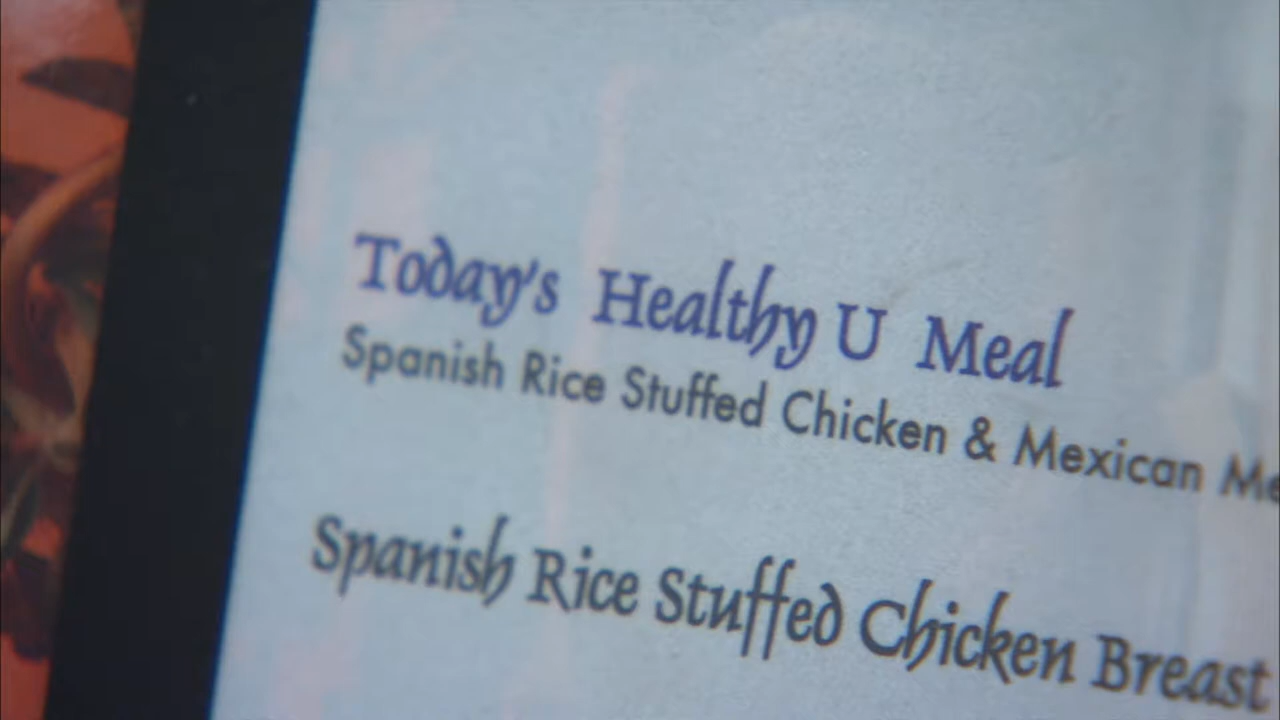 Today's Healthy U Meal
Spanish Rice Stuffed Chicken & Mexican
Spanish Rice Stuffed Chicken Breast